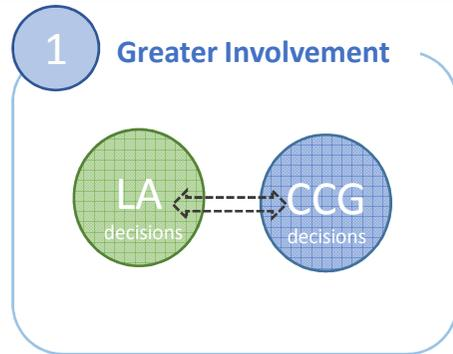 1
Greater Involvement
LA
decisions
CCG
decisions